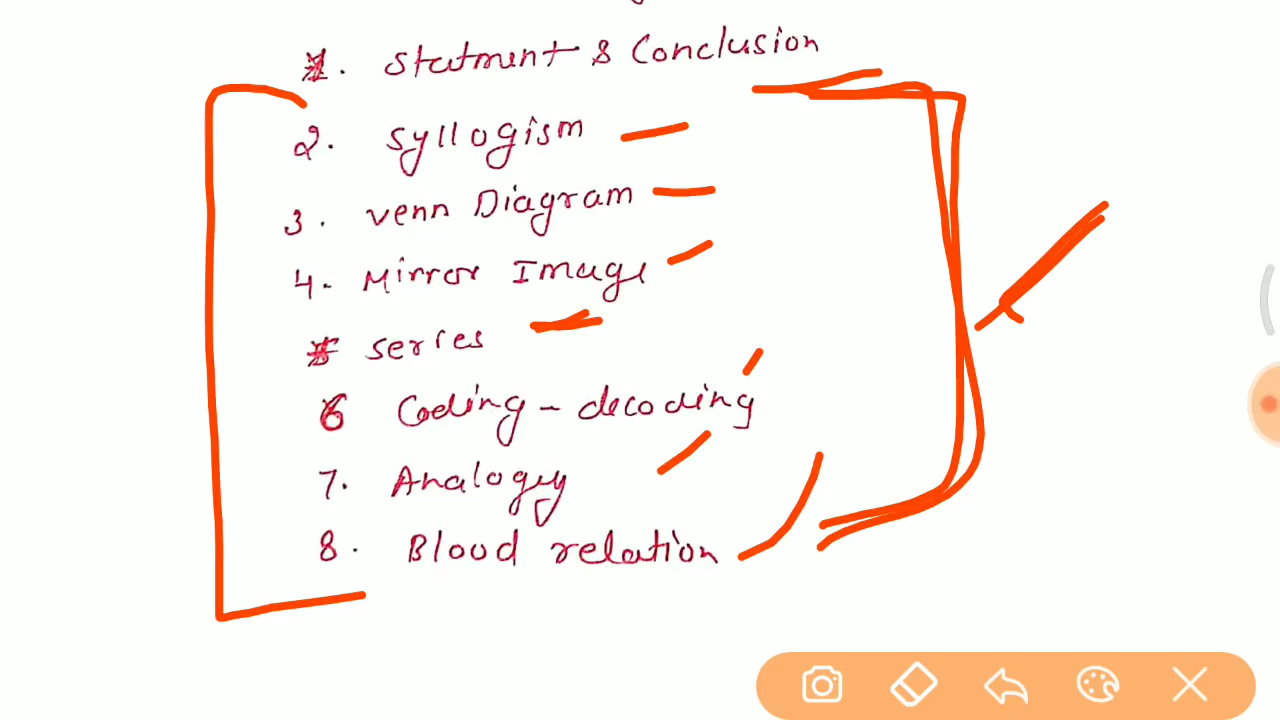 1. Statment & Conclusion
2. Syllogism
3. Venn Diagram
4. Mirror Image
5 series
6 Coding - decoding
7. Analogy
8. Blood relation